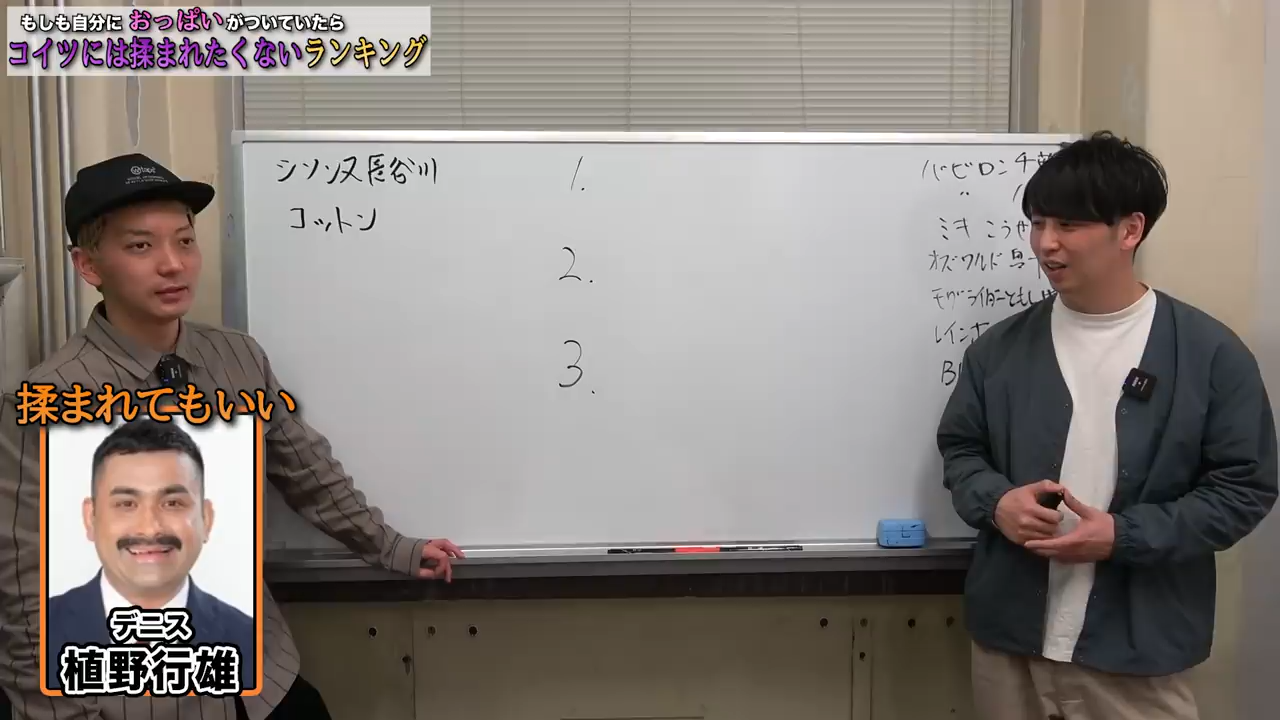 もしも自分に おっぱい がついていたら
コイツには揉まれたくないランキング
シソンヌ長谷川
コットン
1.
2.
3.
バビロン
〃
ミキ こうせ
オズワルド
モグライダーともしげ
レインボー
揉まれてもいい
デニス
植野行雄